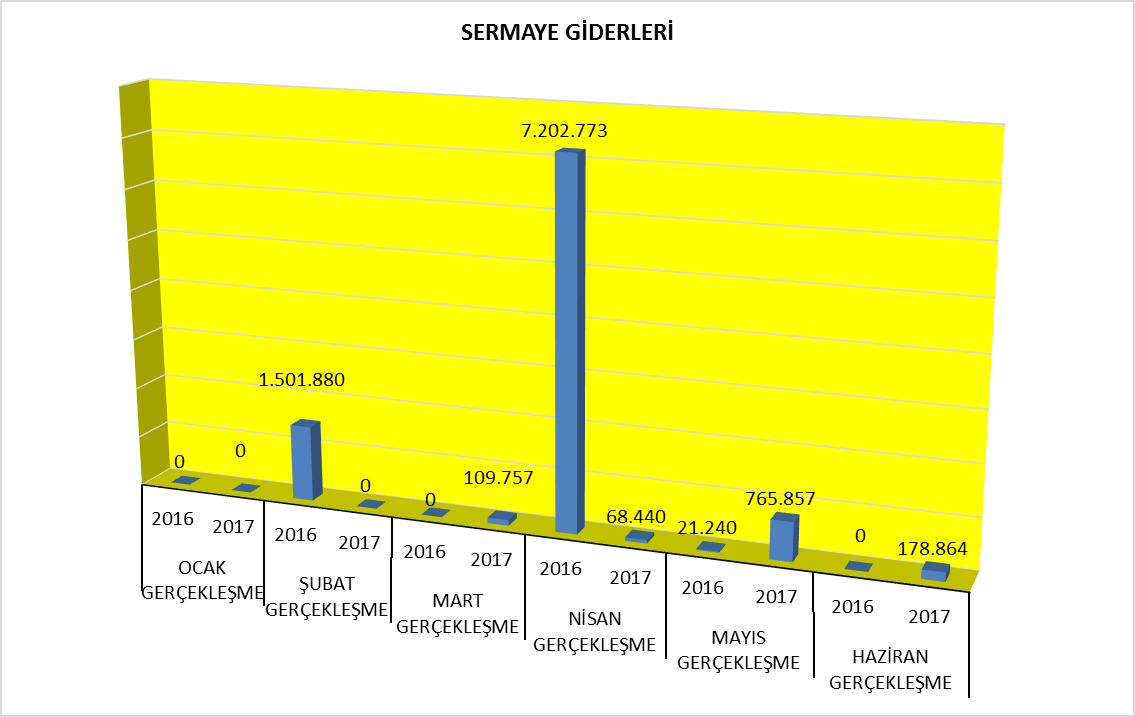 SERMAYE GİDERLERİ
7.202.773
1.501.880
0
0
0
0
109.757
68.440
21.240
765.857
0
178.864
2016
2017
2016
2017
2016
2017
2016
2017
2016
2017
2016
2017
OCAK
GERÇEKLEŞME
ŞUBAT
GERÇEKLEŞME
MART
GERÇEKLEŞME
NİSAN
GERÇEKLEŞME
MAYIS
GERÇEKLEŞME
HAZİRAN
GERÇEKLEŞME